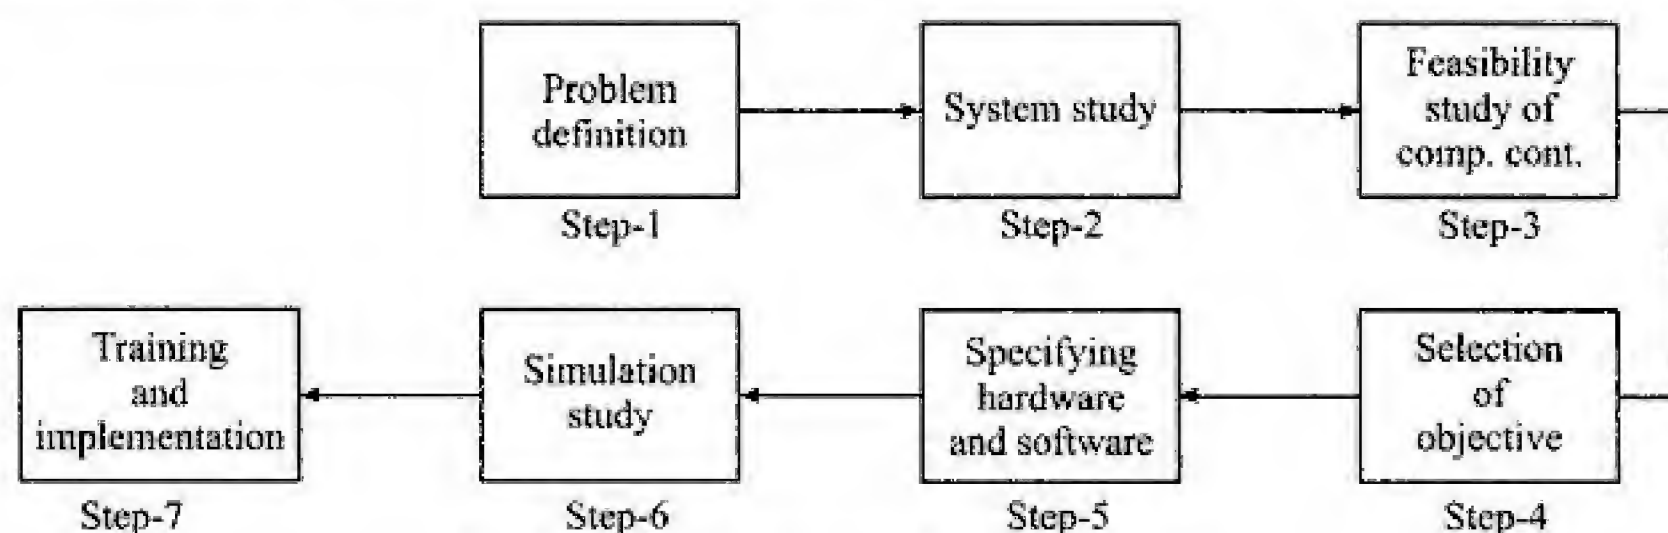 Problem
definition
Step-1
System study
Step-2
Feasibility
study of
comp. cont.
Step-3
Selection
of
objective
Step-4
Specifying
hardware
and software
Step-5
Simulation
study
Step-6
Training
and
implementation
Step-7